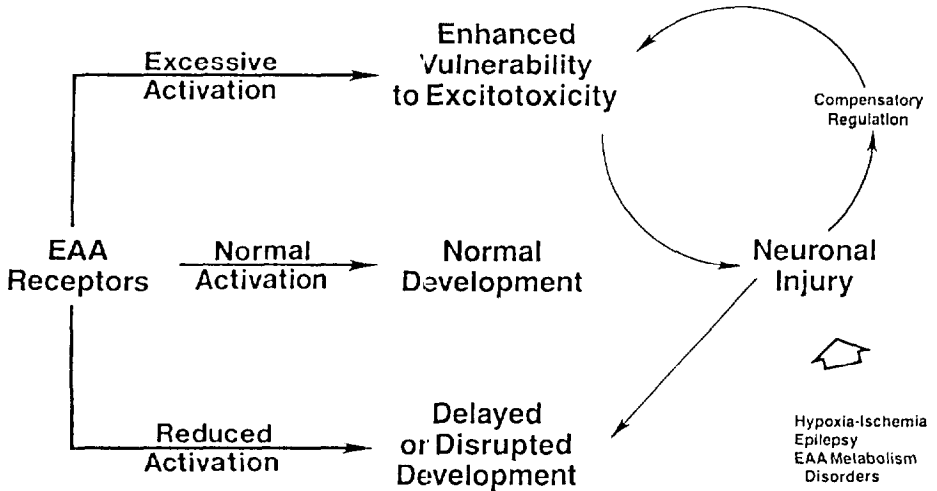 Excessive
Activation
Enhanced
Vulnerability
to Excitotoxicity
Compensatory
Regulation
EAA
Receptors
Normal
Activation
Normal
Development
Neuronal
Injury
Reduced
Activation
Delayed
or Disrupted
Development
Hypoxia-Ischemia
Epilepsy
EAA Metabolism
Disorders